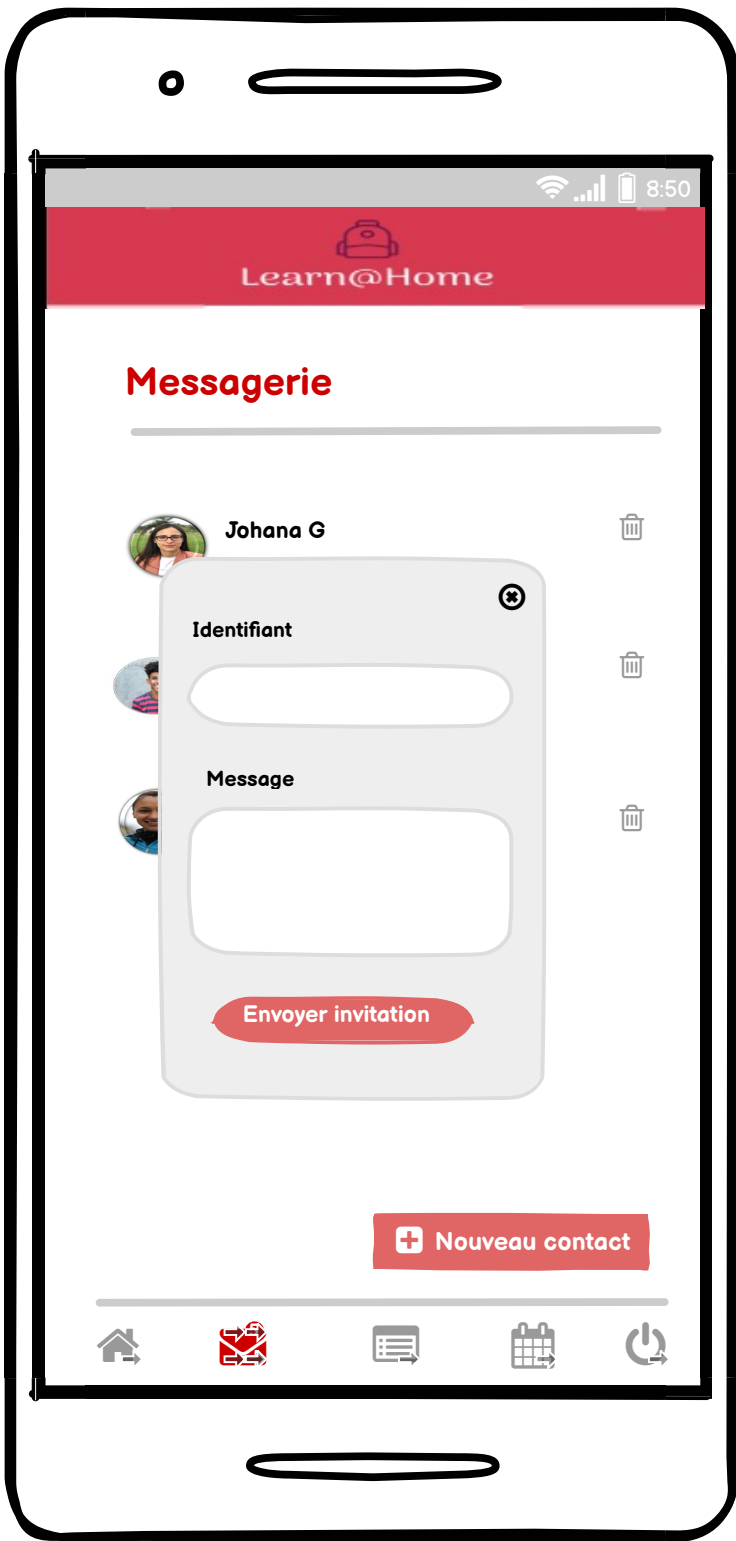 8:50
Learn@Home
Messagerie
Johana G
Identifiant
Message
Envoyer invitation
Nouveau contact